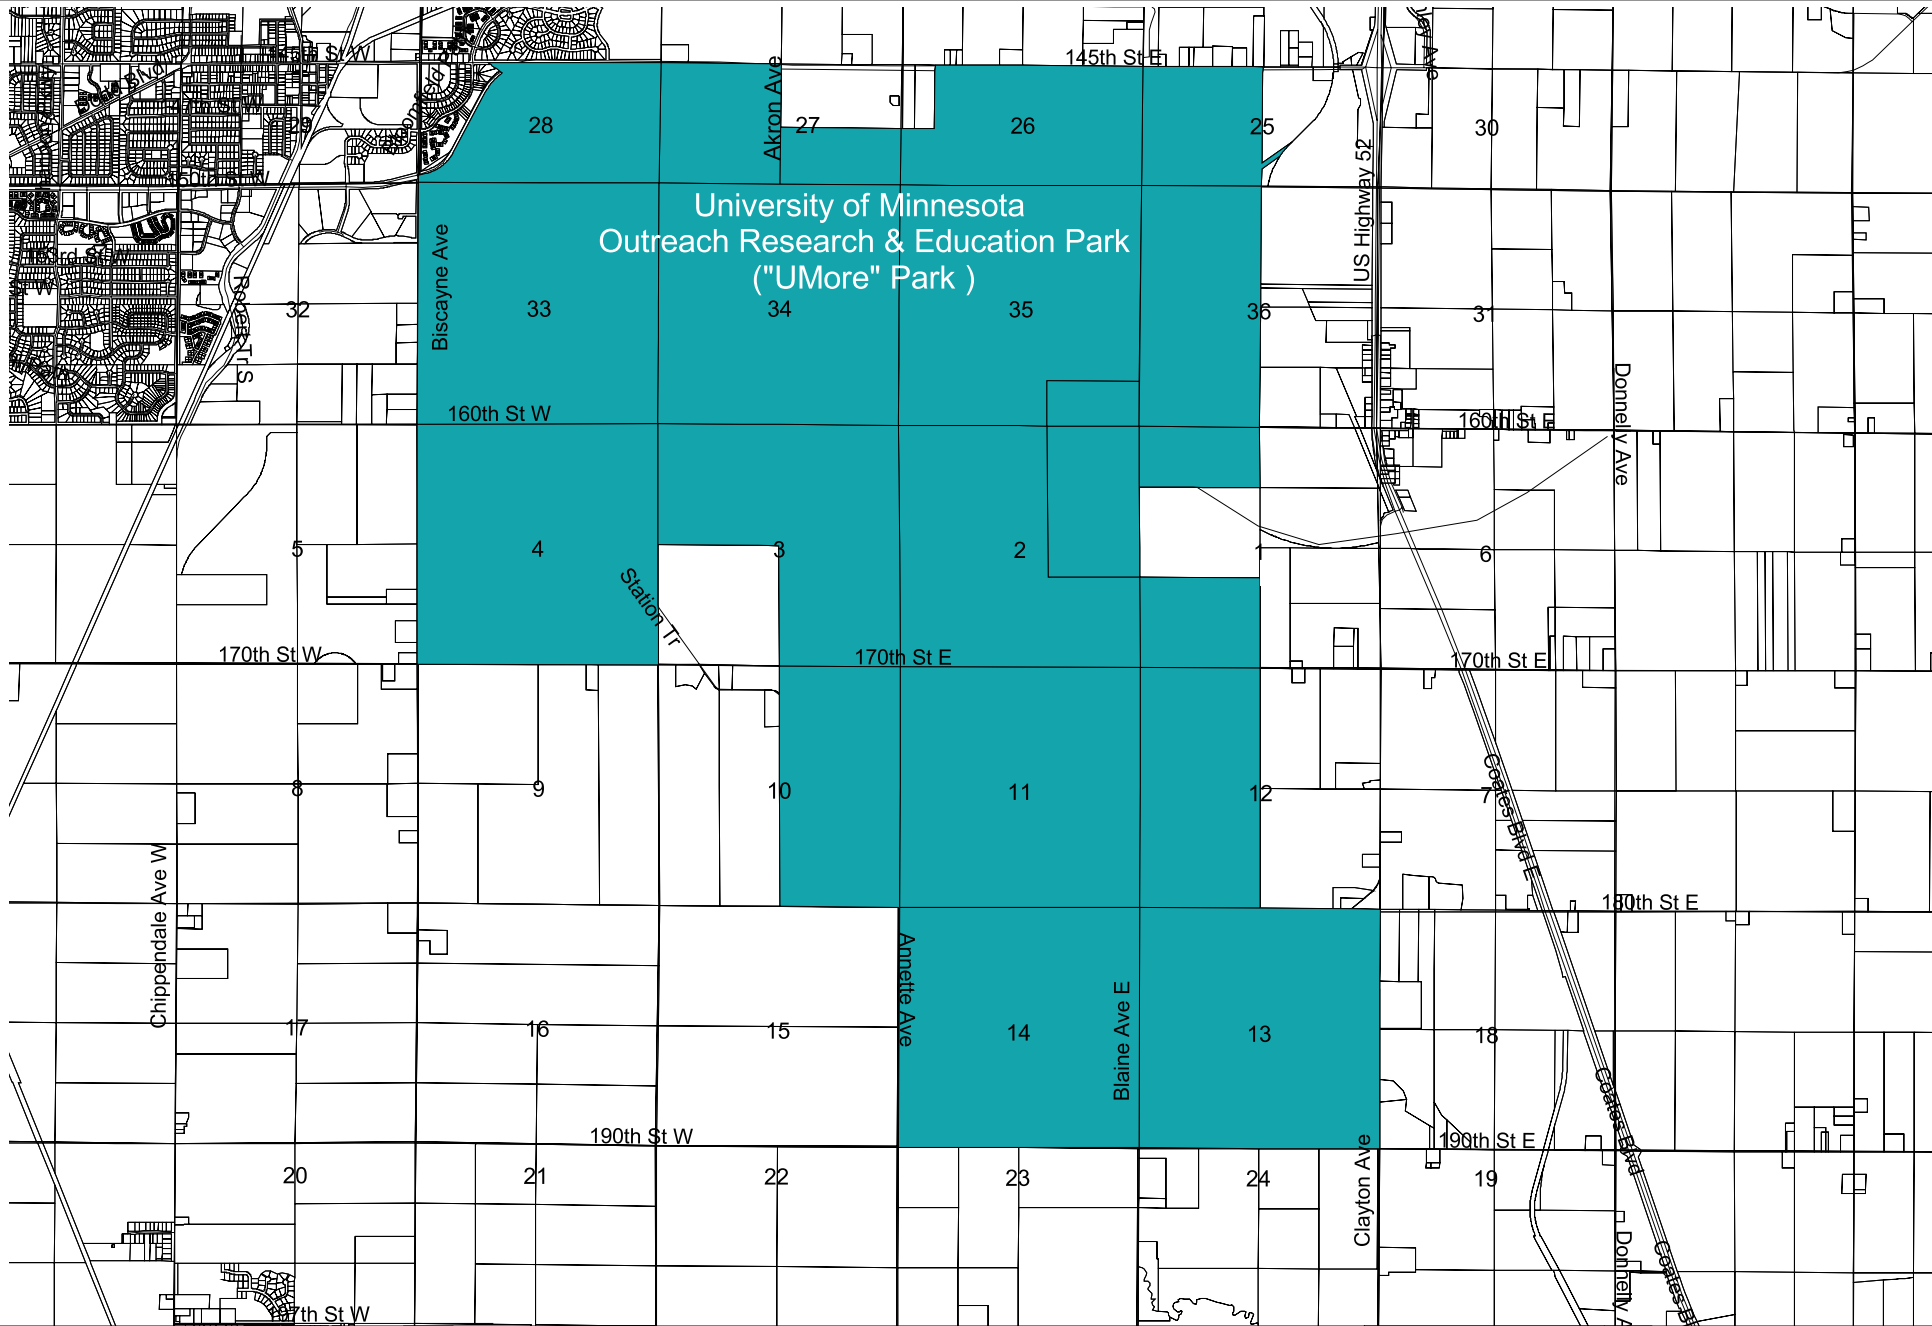 145th St E
Akron Ave
28
27
26
25
30
29
US Highway 52
University of Minnesota
Outreach Research & Education Park
("UMore" Park )
Biscayne Ave
Robert Tr S
32
33
34
35
36
31
Donnelly Ave
160th St W
160th St E
5
4
3
2
1
6
Station Tr
170th St W
170th St E
170th St E
8
9
10
11
12
7
Coates Blvd E
180th St E
Chippendale Ave W
Annette Ave
Blaine Ave E
17
16
15
14
13
18
Coates Blvd
190th St W
190th St E
Clayton Ave
20
21
22
23
24
19